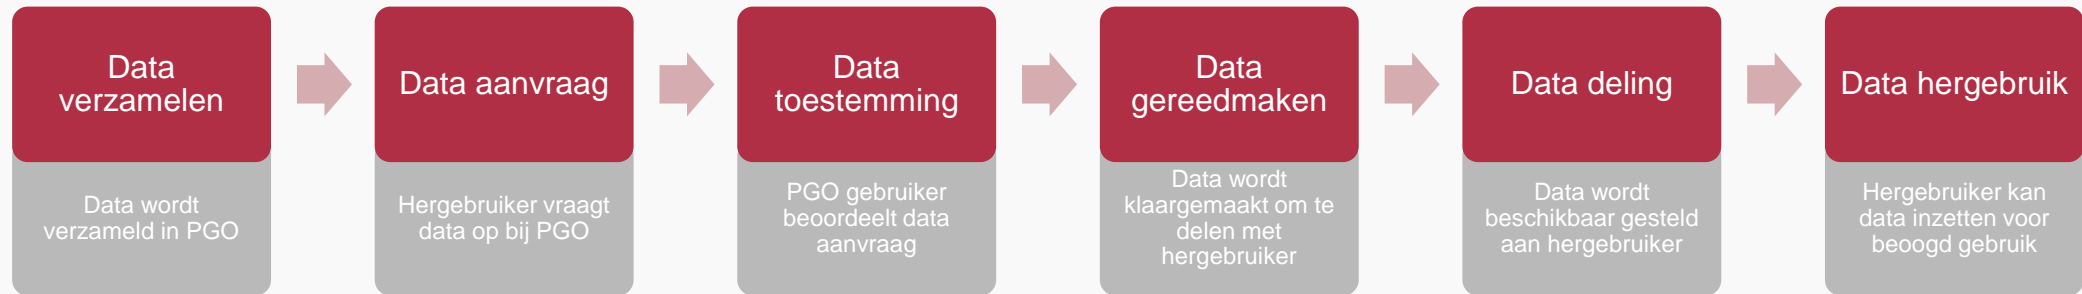 Data
verzamelen
Data wordt
verzameld in PGO
Data aanvraag
Hergebruiker vraagt
data op bij PGO
Data
toestemming
PGO gebruiker
beoordeelt data
aanvraag
Data
gereedmaken
Data wordt
klaargemaakt om te
delen met
hergebruiker
Data deling
Data wordt
beschikbaar gesteld
aan hergebruiker
Data hergebruik
Hergebruiker kan
data inzetten voor
beoogd gebruik